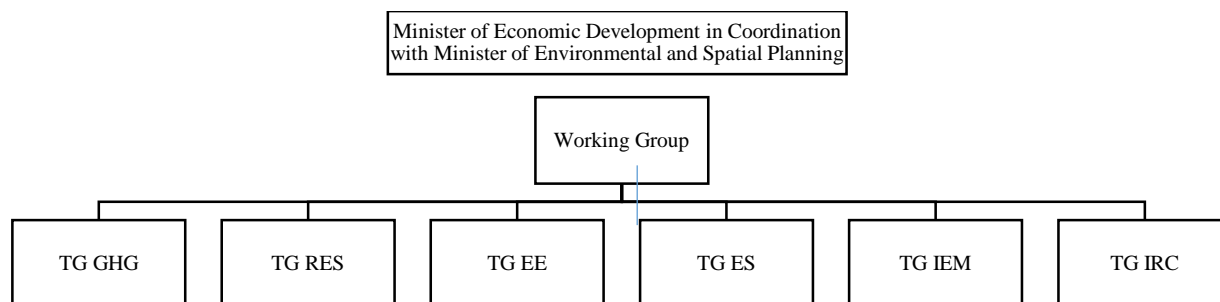 Minister of Economic Development in Coordination
with Minister of Environmental and Spatial Planning
Working Group
TG GHG
TG RES
TG EE
TG ES
TG IEM
TG IRC